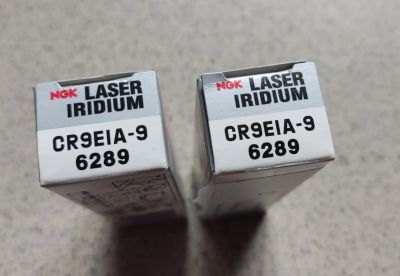 NGK LASER
IRIDIUM
CR9EIA-9
6289
NGK LASER
IRIDIUM
CR9EIA-9
6289